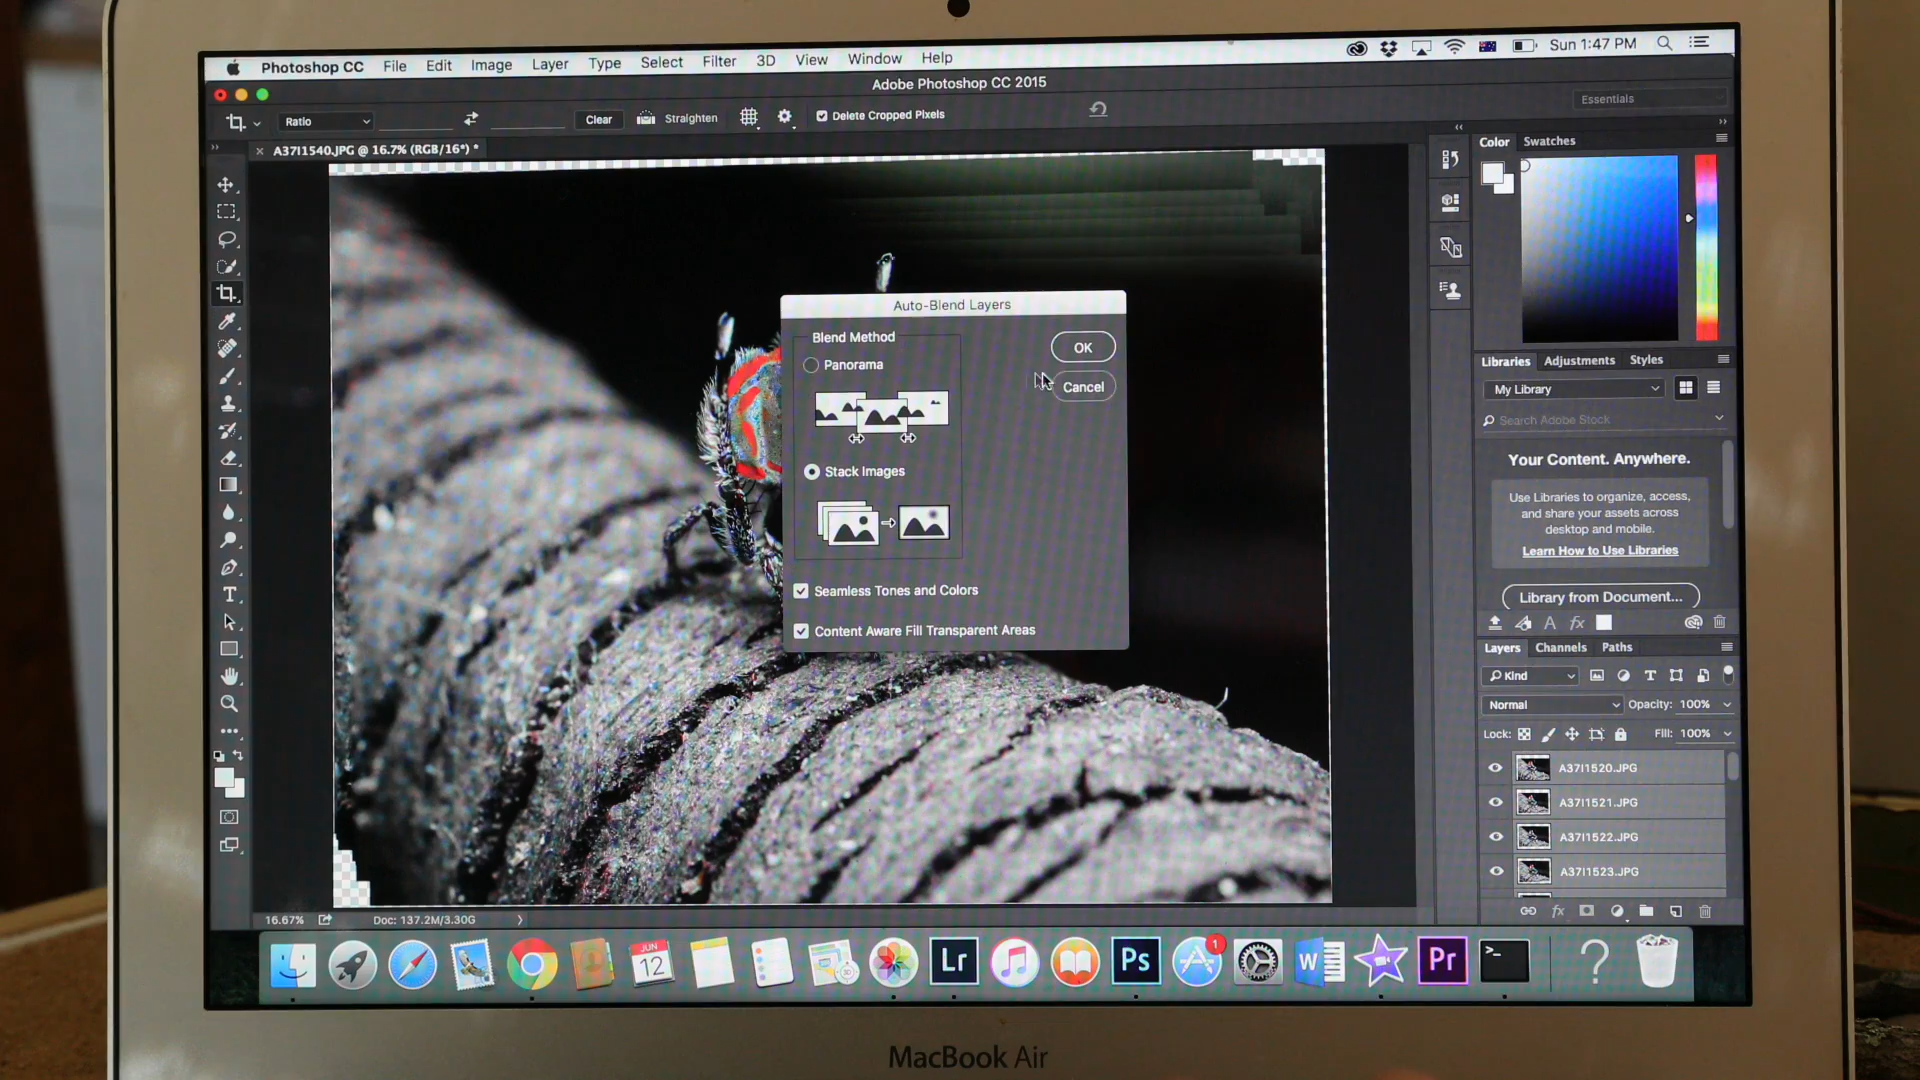 Photoshop CC File Edit Image Layer Type Select Filter 3D View Window Help
Sun 1:47 PM
Adobe Photoshop CC 2015
Ratio
Clear
Straighten
Delete Cropped Pixels
Essentials
A37I1540.JPG @ 16.7% (RGB/16*) *
Color Swatches
Auto-Blend Layers
Blend Method
Panorama
Stack Images
OK
Cancel
Seamless Tones and Colors
Content Aware Fill Transparent Areas
Libraries Adjustments Styles
My Library
Search Adobe Stock
Your Content. Anywhere.
Use Libraries to organize, access,
and share your assets across
desktop and mobile.
Learn How to Use Libraries
Library from Document...
Layers Channels Paths
Kind
Normal
Opacity: 100%
Lock:
Fill: 100%
A37I1520.JPG
A37I1521.JPG
A37I1522.JPG
A37I1523.JPG
16.67%
Doc: 137.2M/3.30G
JUN
12
Lr
Ps
1
W
Pr
MacBook Air